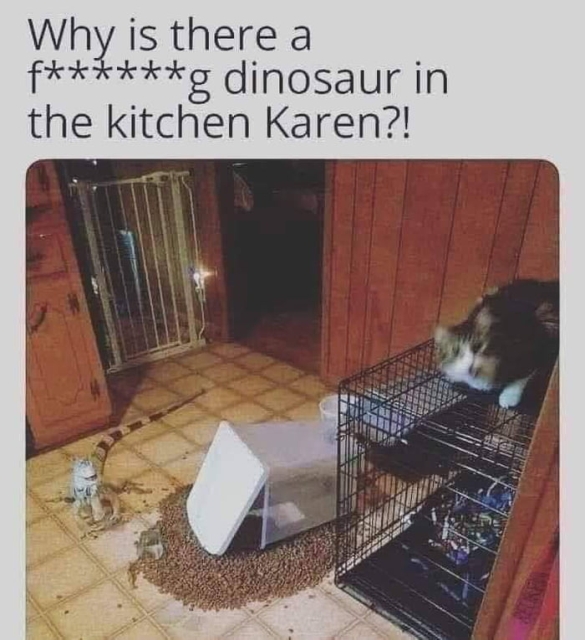 Why is there a
f******g dinosaur in
the kitchen Karen?!